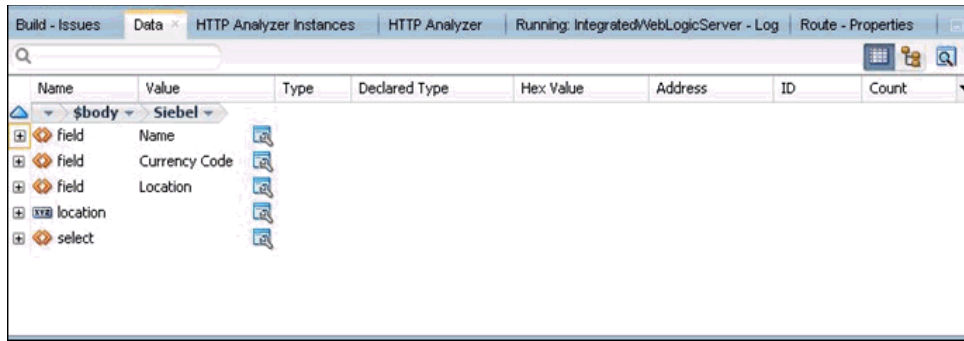 Build - Issues Data HTTP Analyzer Instances HTTP Analyzer Running: IntegratedWebLogicServer - Log Route - Properties
Name Value Type Declared Type Hex Value Address ID Count
$body Siebel
field Name
field Currency Code
field Location
location
select